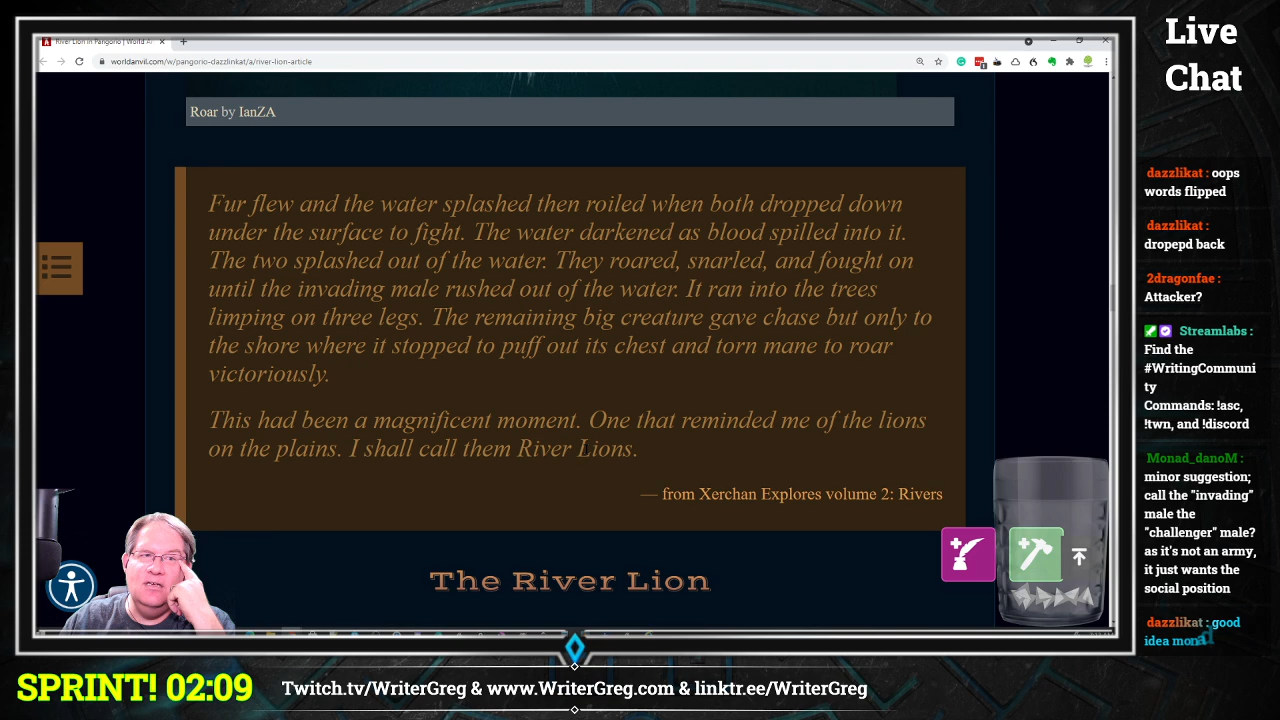 River Lion in Pangorio | World A
worldanvil.com/w/pangorio-dazzlinkat/a/river-lion-article
Roar by IanZA
Fur flew and the water splashed then roiled when both dropped down
under the surface to fight. The water darkened as blood spilled into it.
The two splashed out of the water. They roared, snarled, and fought on
until the invading male rushed out of the water. It ran into the trees
limping on three legs. The remaining big creature gave chase but only to
the shore where it stopped to puff out its chest and torn mane to roar
victoriously.
This had been a magnificent moment. One that reminded me of the lions
on the plains. I shall call them River Lions.
— from Xerchan Explores volume 2: Rivers
The River Lion
Live
Chat
dazzlikat : oops
words flipped
dazzlikat :
dropepd back
2dragonfae :
Attacker?
Streamlabs :
Find the
#WritingCommuni
ty
Commands: !asc,
!twn, and !discord
Monad_danoM :
minor suggestion;
call the "invading"
male the
"challenger" male?
as it's not an army,
it just wants the
social position
dazzlikat : good
idea monad
SPRINT! 02:09
Twitch.tv/WriterGreg & www.WriterGreg.com & linktr.ee/WriterGreg